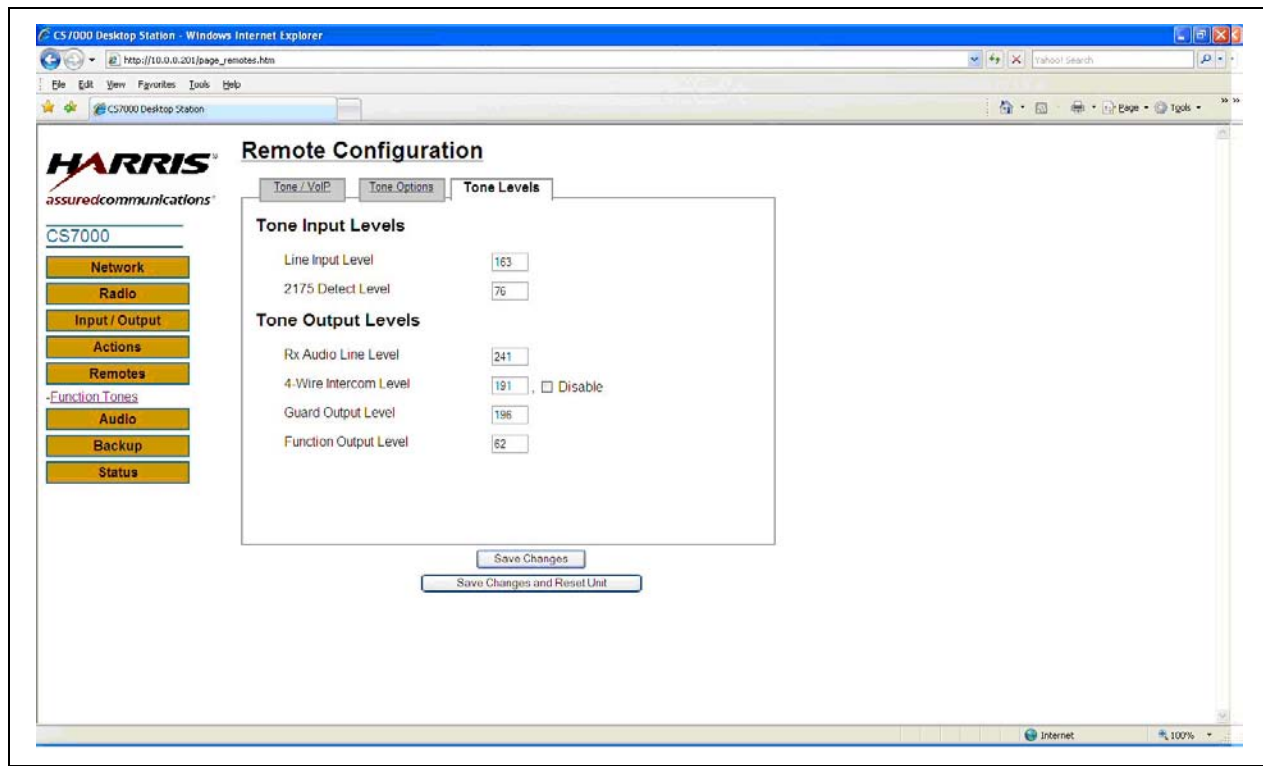 CS7000 Desktop Station - Windows Internet Explorer
http://10.0.0.201/page_remotes.htm
Yahoo! Search
File Edit View Favorites Tools Help
CS7000 Desktop Station
Page Tools
HARRIS
assuredcommunications
Remote Configuration
Tone / VoIP Tone Options Tone Levels
CS7000
Network
Radio
Input / Output
Actions
Remotes
-Function Tones
Audio
Backup
Status
Tone Input Levels
Line Input Level 163
2175 Detect Level 76
Tone Output Levels
Rx Audio Line Level 241
4-Wire Intercom Level 191 , Disable
Guard Output Level 196
Function Output Level 62
Save Changes
Save Changes and Reset Unit
Internet 100%